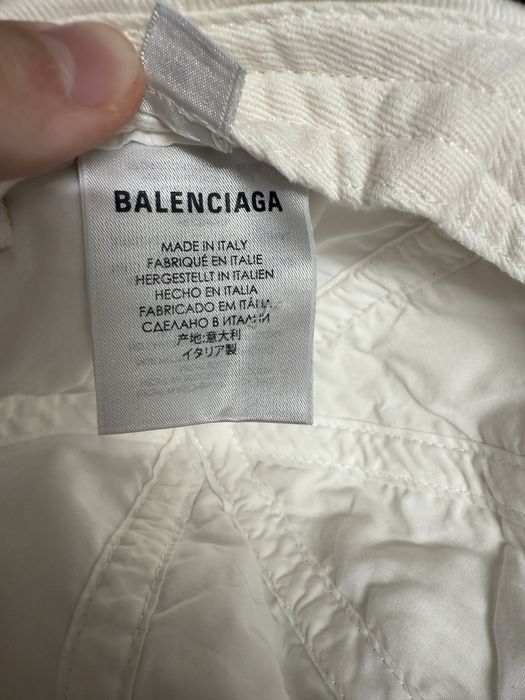 BALENCIAGA
MADE IN ITALY
FABRIQUÉ EN ITALIE
HERGESTELLT IN ITALIEN
HECHO EN ITALIA
FABRICADO EM ITÁLIA
СДЕЛАНО В ИТАЛИИ
产地:意大利
イタリア製